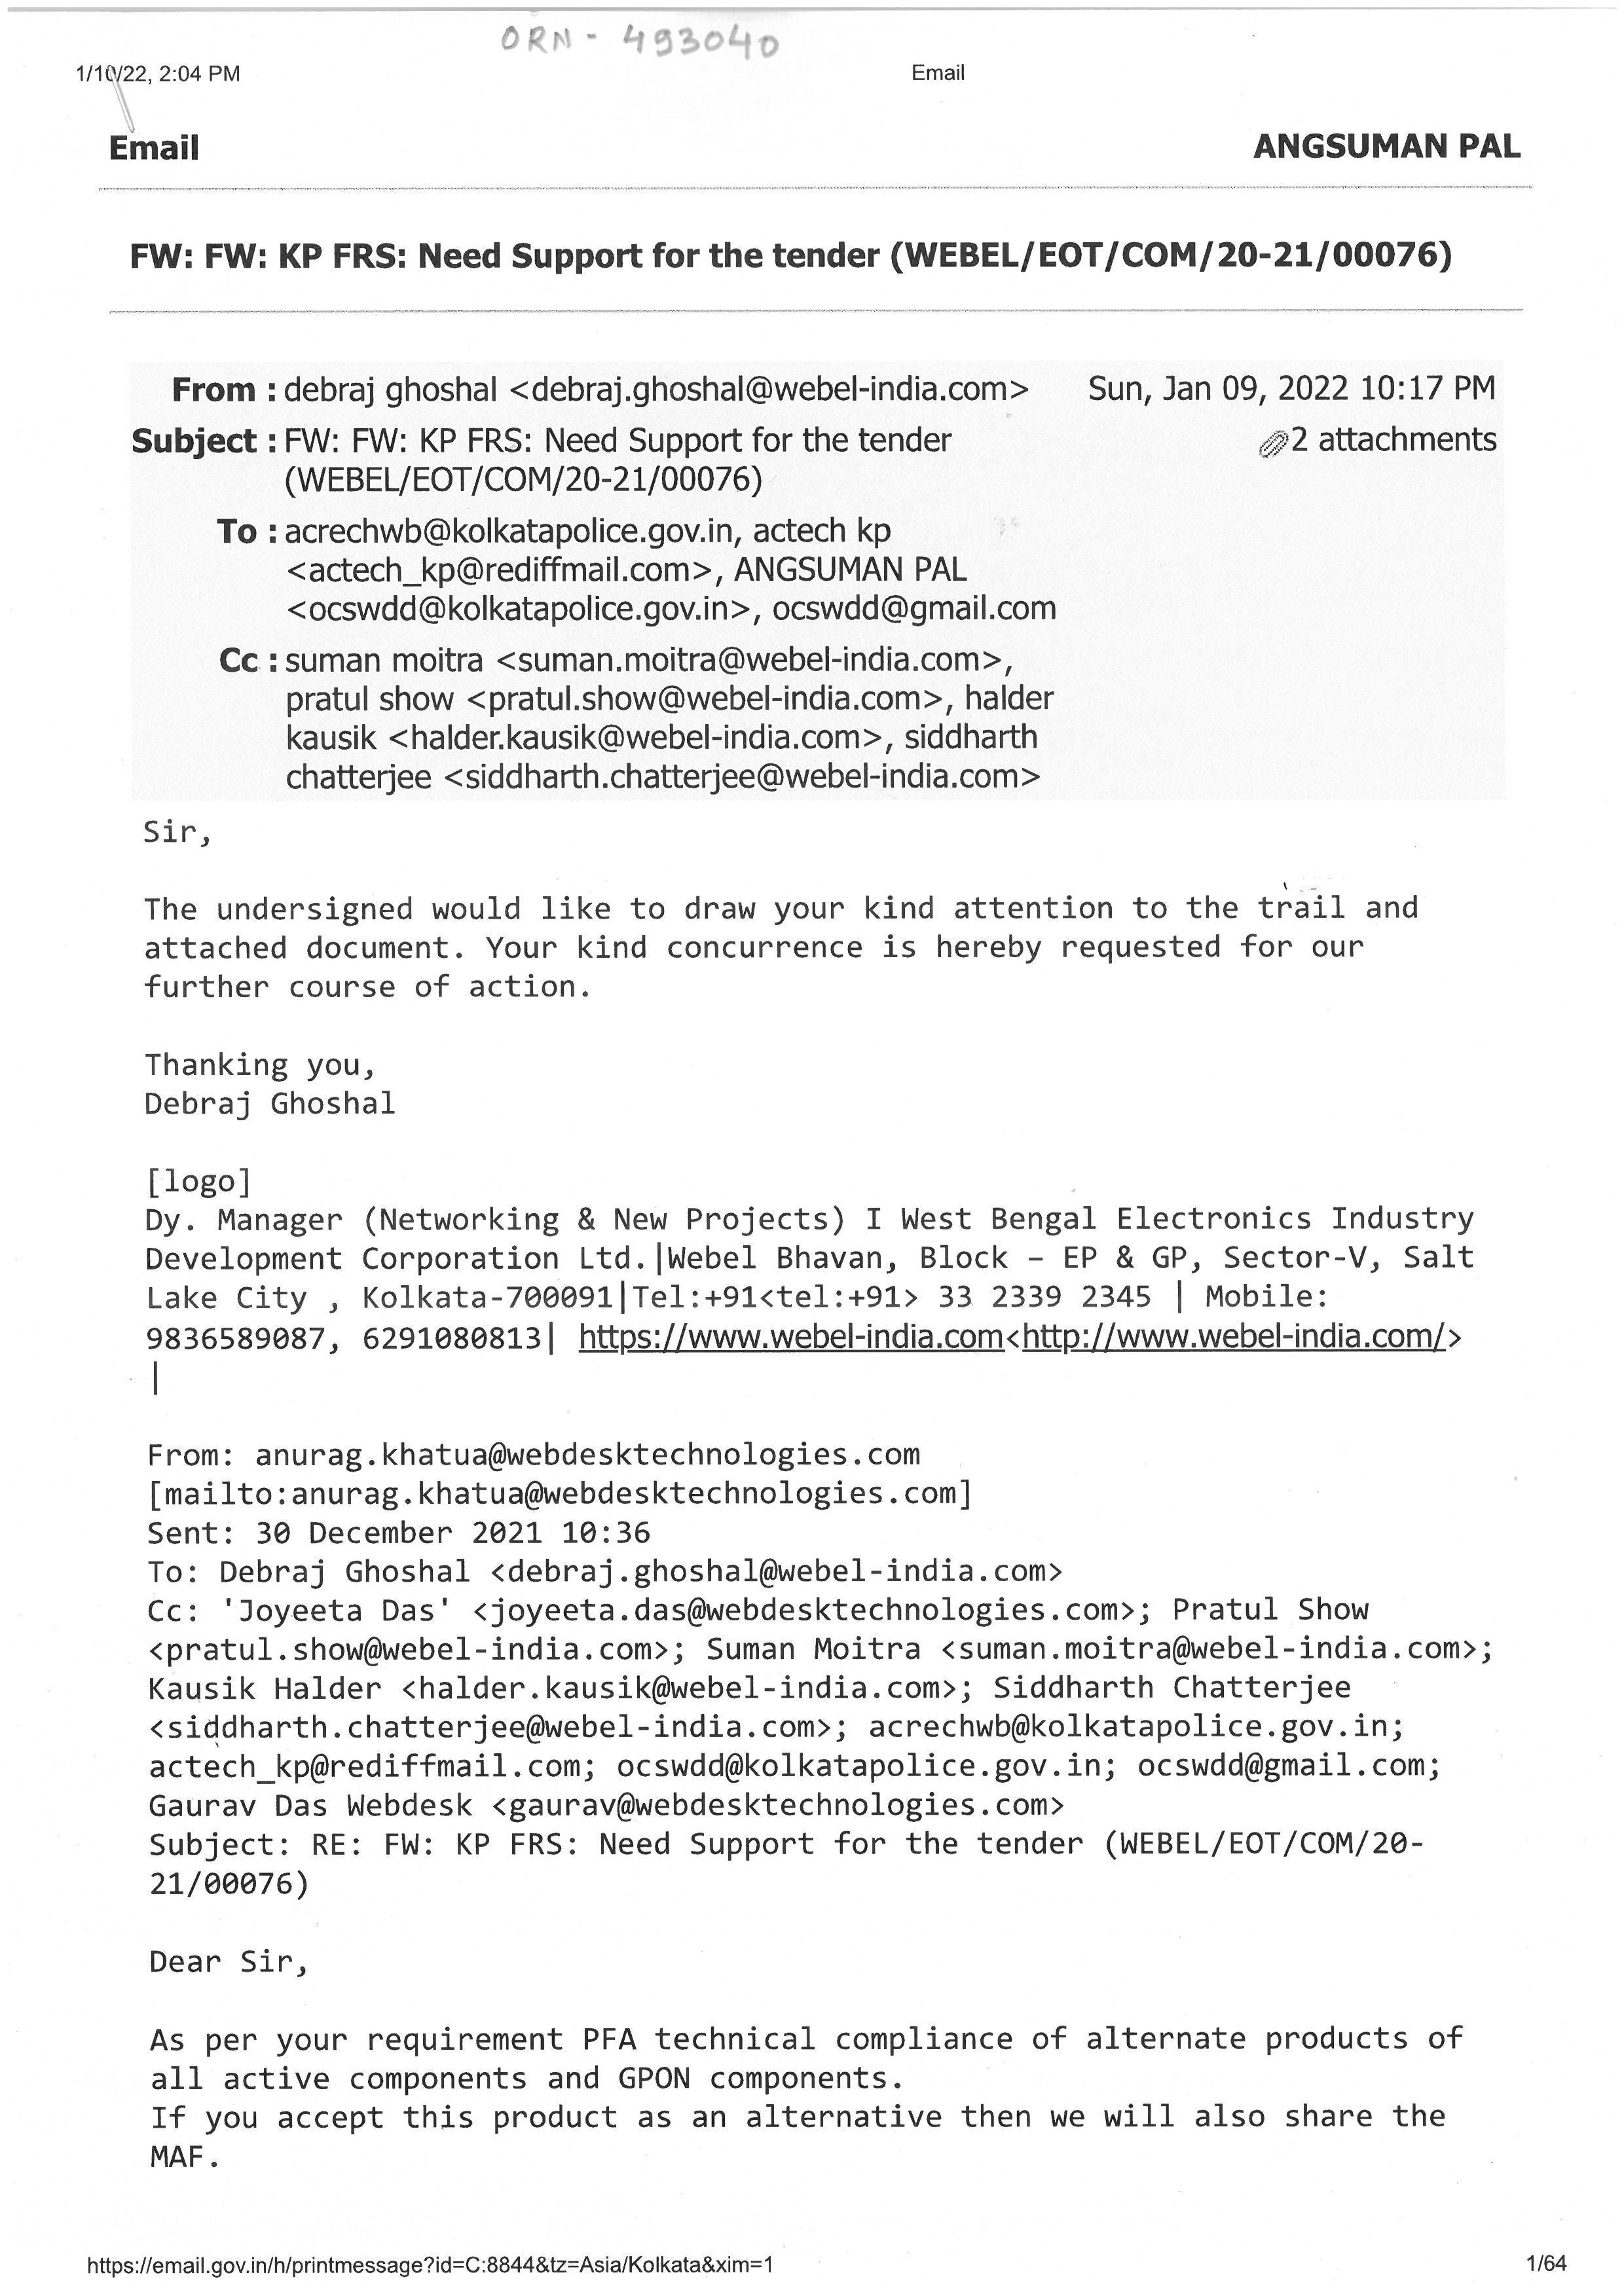 ORN - 493040
1/10/22, 2:04 PM Email
Email ANGSUMAN PAL
FW: FW: KP FRS: Need Support for the tender (WEBEL/EOT/COM/20-21/00076)
From : debraj ghoshal <debraj.ghoshal@webel-india.com> Sun, Jan 09, 2022 10:17 PM
Subject : FW: FW: KP FRS: Need Support for the tender 2 attachments
(WEBEL/EOT/COM/20-21/00076)
To : acrechwb@kolkatapolice.gov.in, actech kp
<actech_kp@rediffmail.com>, ANGSUMAN PAL
<ocswdd@kolkatapolice.gov.in>, ocswdd@gmail.com
Cc : suman moitra <suman.moitra@webel-india.com>,
pratul show <pratul.show@webel-india.com>, halder
kausik <halder.kausik@webel-india.com>, siddharth
chatterjee <siddharth.chatterjee@webel-india.com>
Sir,
The undersigned would like to draw your kind attention to the trail and
attached document. Your kind concurrence is hereby requested for our
further course of action.
Thanking you,
Debraj Ghoshal
[logo]
Dy. Manager (Networking & New Projects) I West Bengal Electronics Industry
Development Corporation Ltd.|Webel Bhavan, Block – EP & GP, Sector-V, Salt
Lake City , Kolkata-700091|Tel:+91<tel:+91> 33 2339 2345 | Mobile:
9836589087, 6291080813| https://www.webel-india.com<http://www.webel-india.com/>
|
From: anurag.khatua@webdesktechnologies.com
[mailto:anurag.khatua@webdesktechnologies.com]
Sent: 30 December 2021 10:36
To: Debraj Ghoshal <debraj.ghoshal@webel-india.com>
Cc: 'Joyeeta Das' <joyeeta.das@webdesktechnologies.com>; Pratul Show
<pratul.show@webel-india.com>; Suman Moitra <suman.moitra@webel-india.com>;
Kausik Halder <halder.kausik@webel-india.com>; Siddharth Chatterjee
<siddharth.chatterjee@webel-india.com>; acrechwb@kolkatapolice.gov.in;
actech_kp@rediffmail.com; ocswdd@kolkatapolice.gov.in; ocswdd@gmail.com;
Gaurav Das Webdesk <gaurav@webdesktechnologies.com>
Subject: RE: FW: KP FRS: Need Support for the tender (WEBEL/EOT/COM/20-
21/00076)
Dear Sir,
As per your requirement PFA technical compliance of alternate products of
all active components and GPON components.
If you accept this product as an alternative then we will also share the
MAF.
https://email.gov.in/h/printmessage?id=C:8844&tz=Asia/Kolkata&xim=1 1/64